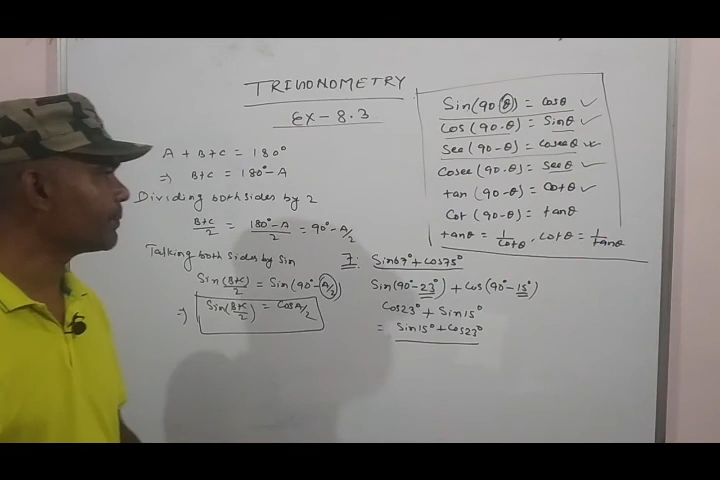 TRIGONOMETRY
EX-8.3
A + B+C = 180°
⇒ B+C = 180°-A
Dividing both sides by 2
B+C/2 = 180°-A/2 = 90°-A/2
Talking both sides by Sin
Sin(B+C/2) = Sin(90°-A/2)
⇒ Sin(B+C/2) = CosA/2
7: Sin67°+Cos75°
Sin(90°-23°) + Cos(90°-15°)
Cos23° + Sin15°
= Sin15°+Cos23°
Sin(90 θ) = Cosθ ✓
Cos(90-θ) = Sinθ ✓
Sec(90-θ) = Cosecθ ✓
Cosec(90-θ) = Secθ ✓
tan(90-θ) = Cotθ ✓
Cot(90-θ) = tanθ
tanθ = 1/Cotθ, Cotθ = 1/tanθ